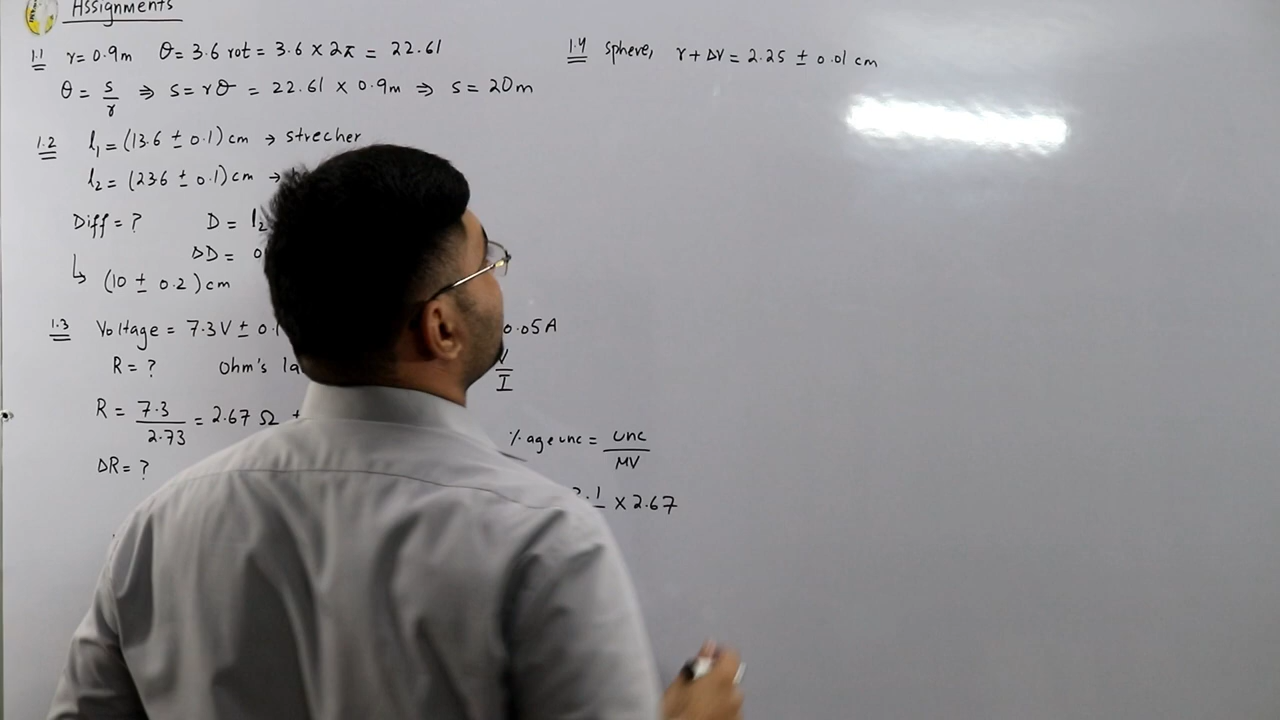 Assignments
1.1 r = 0.9m θ = 3.6 rot = 3.6 × 2π = 22.61
θ = s/r ⇒ s = rθ = 22.61 × 0.9m ⇒ s = 20m
1.2 l₁ = (13.6 ± 0.1) cm → strecher
l₂ = (23.6 ± 0.1) cm →
Diff = ? D = l₂
ΔD = 0
↳ (10 ± 0.2) cm
1.3 Voltage = 7.3V ± 0.1 0.05A
R = ? Ohm's la V/I
R = 7.3/2.73 = 2.67 Ω ±
%age unc = unc/MV
ΔR = ?
× 2.67
1.4 sphere, r + Δr = 2.25 ± 0.01 cm